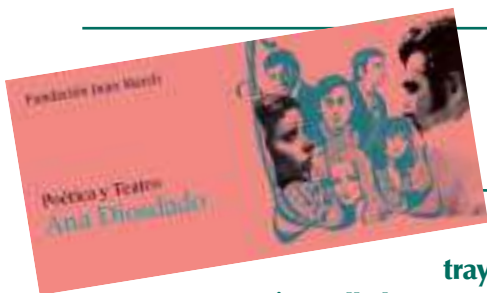 Fundación Juan March
Poética y Teatro
Ana Diosdado
tray